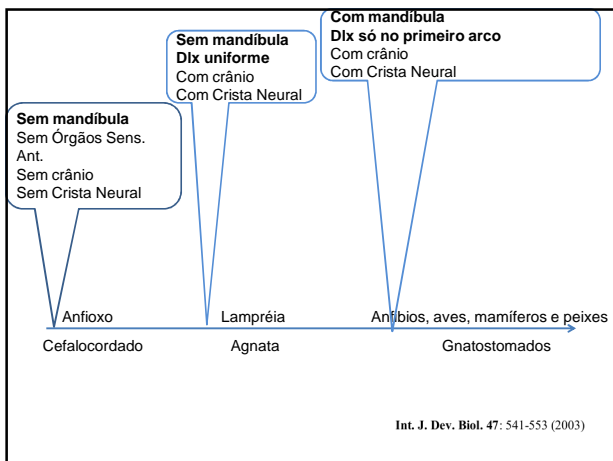 Com mandíbula
Dlx só no primeiro arco
Com crânio
Com Crista Neural
Sem mandíbula
Dlx uniforme
Com crânio
Com Crista Neural
Sem mandíbula
Sem Órgãos Sens.
Ant.
Sem crânio
Sem Crista Neural
Anfioxo
Lampréia
Anfíbios, aves, mamíferos e peixes
Cefalocordado
Agnata
Gnatostomados
Int. J. Dev. Biol. 47: 541-553 (2003)